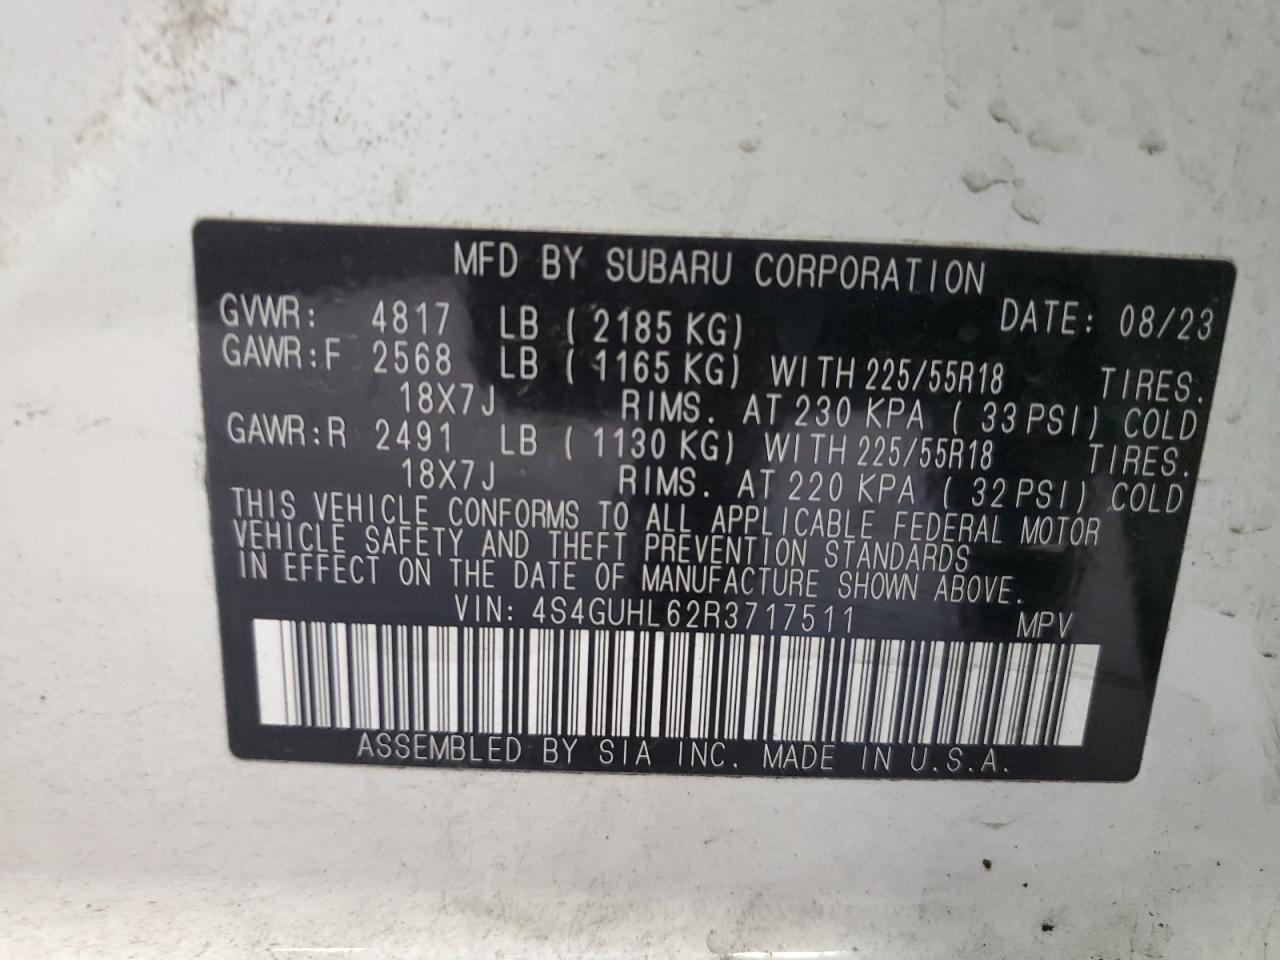 MFD BY SUBARU CORPORATION
GVWR: 4817 LB ( 2185 KG) DATE: 08/23
GAWR:F 2568 LB ( 1165 KG) WITH 225/55R18 TIRES.
18X7J RIMS. AT 230 KPA ( 33 PSI) COLD
GAWR:R 2491 LB ( 1130 KG) WITH 225/55R18 TIRES.
18X7J RIMS. AT 220 KPA ( 32 PSI) COLD
THIS VEHICLE CONFORMS TO ALL APPLICABLE FEDERAL MOTOR
VEHICLE SAFETY AND THEFT PREVENTION STANDARDS
IN EFFECT ON THE DATE OF MANUFACTURE SHOWN ABOVE.
VIN: 4S4GUHL62R3717511 MPV
ASSEMBLED BY SIA INC. MADE IN U.S.A.